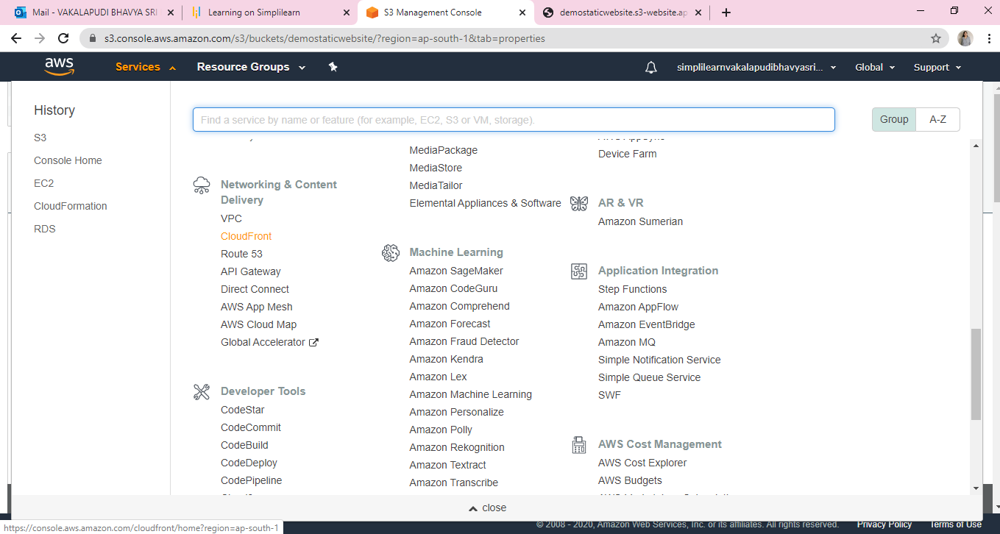 Mail - VAKALAPUDI BHAVYA SRI
Learning on Simplilearn
S3 Management Console
demostaticwebsite.s3-website.ap
s3.console.aws.amazon.com/s3/buckets/demostaticwebsite/?region=ap-south-1&tab=properties
aws
Services
Resource Groups
simplilearnvakalapudibhavyasri...
Global
Support
History
S3
Console Home
EC2
CloudFormation
RDS
Find a service by name or feature (for example, EC2, S3 or VM, storage).
Group
A-Z
Networking & Content
Delivery
VPC
CloudFront
Route 53
API Gateway
Direct Connect
AWS App Mesh
AWS Cloud Map
Global Accelerator
Developer Tools
CodeStar
CodeCommit
CodeBuild
CodeDeploy
CodePipeline
MediaPackage
MediaStore
MediaTailor
Elemental Appliances & Software
Machine Learning
Amazon SageMaker
Amazon CodeGuru
Amazon Comprehend
Amazon Forecast
Amazon Fraud Detector
Amazon Kendra
Amazon Lex
Amazon Machine Learning
Amazon Personalize
Amazon Polly
Amazon Rekognition
Amazon Textract
Amazon Transcribe
Device Farm
AR & VR
Amazon Sumerian
Application Integration
Step Functions
Amazon AppFlow
Amazon EventBridge
Amazon MQ
Simple Notification Service
Simple Queue Service
SWF
AWS Cost Management
AWS Cost Explorer
AWS Budgets
close
https://console.aws.amazon.com/cloudfront/home?region=ap-south-1
© 2008 - 2020, Amazon Web Services, Inc. or its affiliates. All rights reserved.
Privacy Policy
Terms of Use